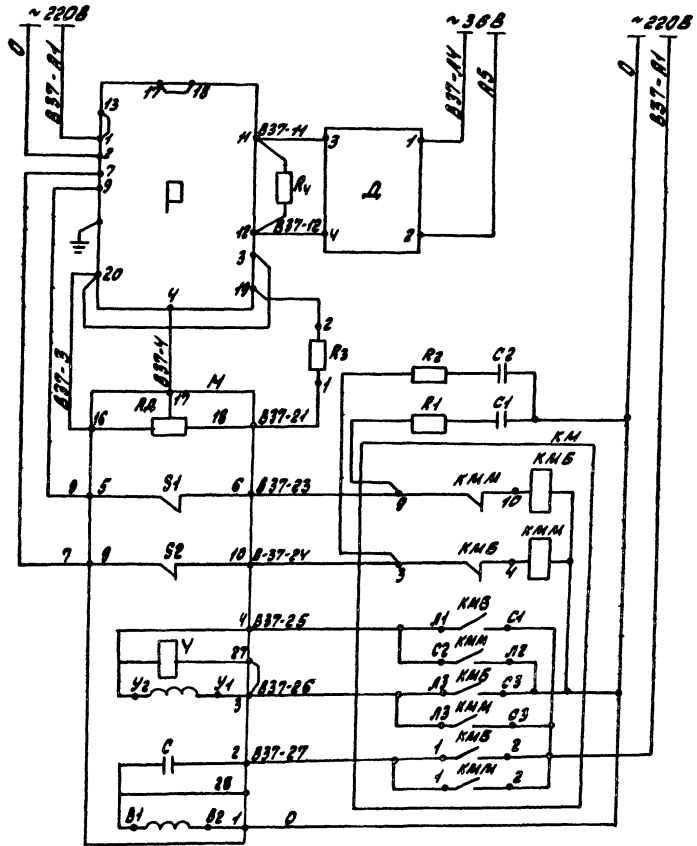 ~ 220В
~ 36В
~ 220В
0
В37-А1
В37-А4
А5
0
В37-А1
17
18
13
1
2
7
9
20
Р
11
В37-11
3
1
R4
Д
12
В37-12
4
2
3
19
4
2
R3
1
В37-3
В37-4
М
17
RД
16
18
В37-21
R2
C2
R1
C1
КМ
КМБ
9
5
S1
6
В37-23
9
КММ
10
КММ
7
9
S2
10
В-37-24
3
КМБ
4
4
В37-25
Л1
КМБ
С1
У
27
С2
КММ
Л2
У2
У1
3
В37-26
Л3
КМБ
С3
Л3
КММ
С3
С
2
В37-27
1
КМБ
2
28
1
КММ
2
В1
В2
1
0